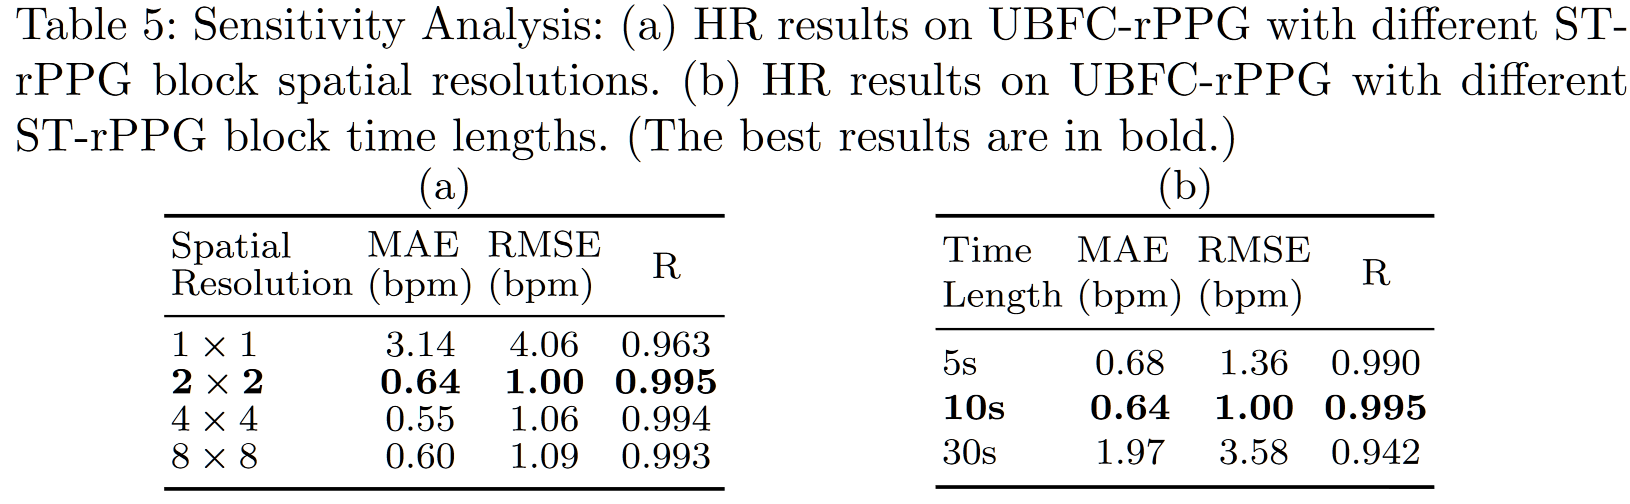 Table 5: Sensitivity Analysis: (a) HR results on UBFC-rPPG with different ST-
rPPG block spatial resolutions. (b) HR results on UBFC-rPPG with different
ST-rPPG block time lengths. (The best results are in bold.)
(a)
Spatial MAE RMSE R
Resolution (bpm) (bpm)
1 × 1 3.14 4.06 0.963
2 × 2 0.64 1.00 0.995
4 × 4 0.55 1.06 0.994
8 × 8 0.60 1.09 0.993
(b)
Time MAE RMSE R
Length (bpm) (bpm)
5s 0.68 1.36 0.990
10s 0.64 1.00 0.995
30s 1.97 3.58 0.942